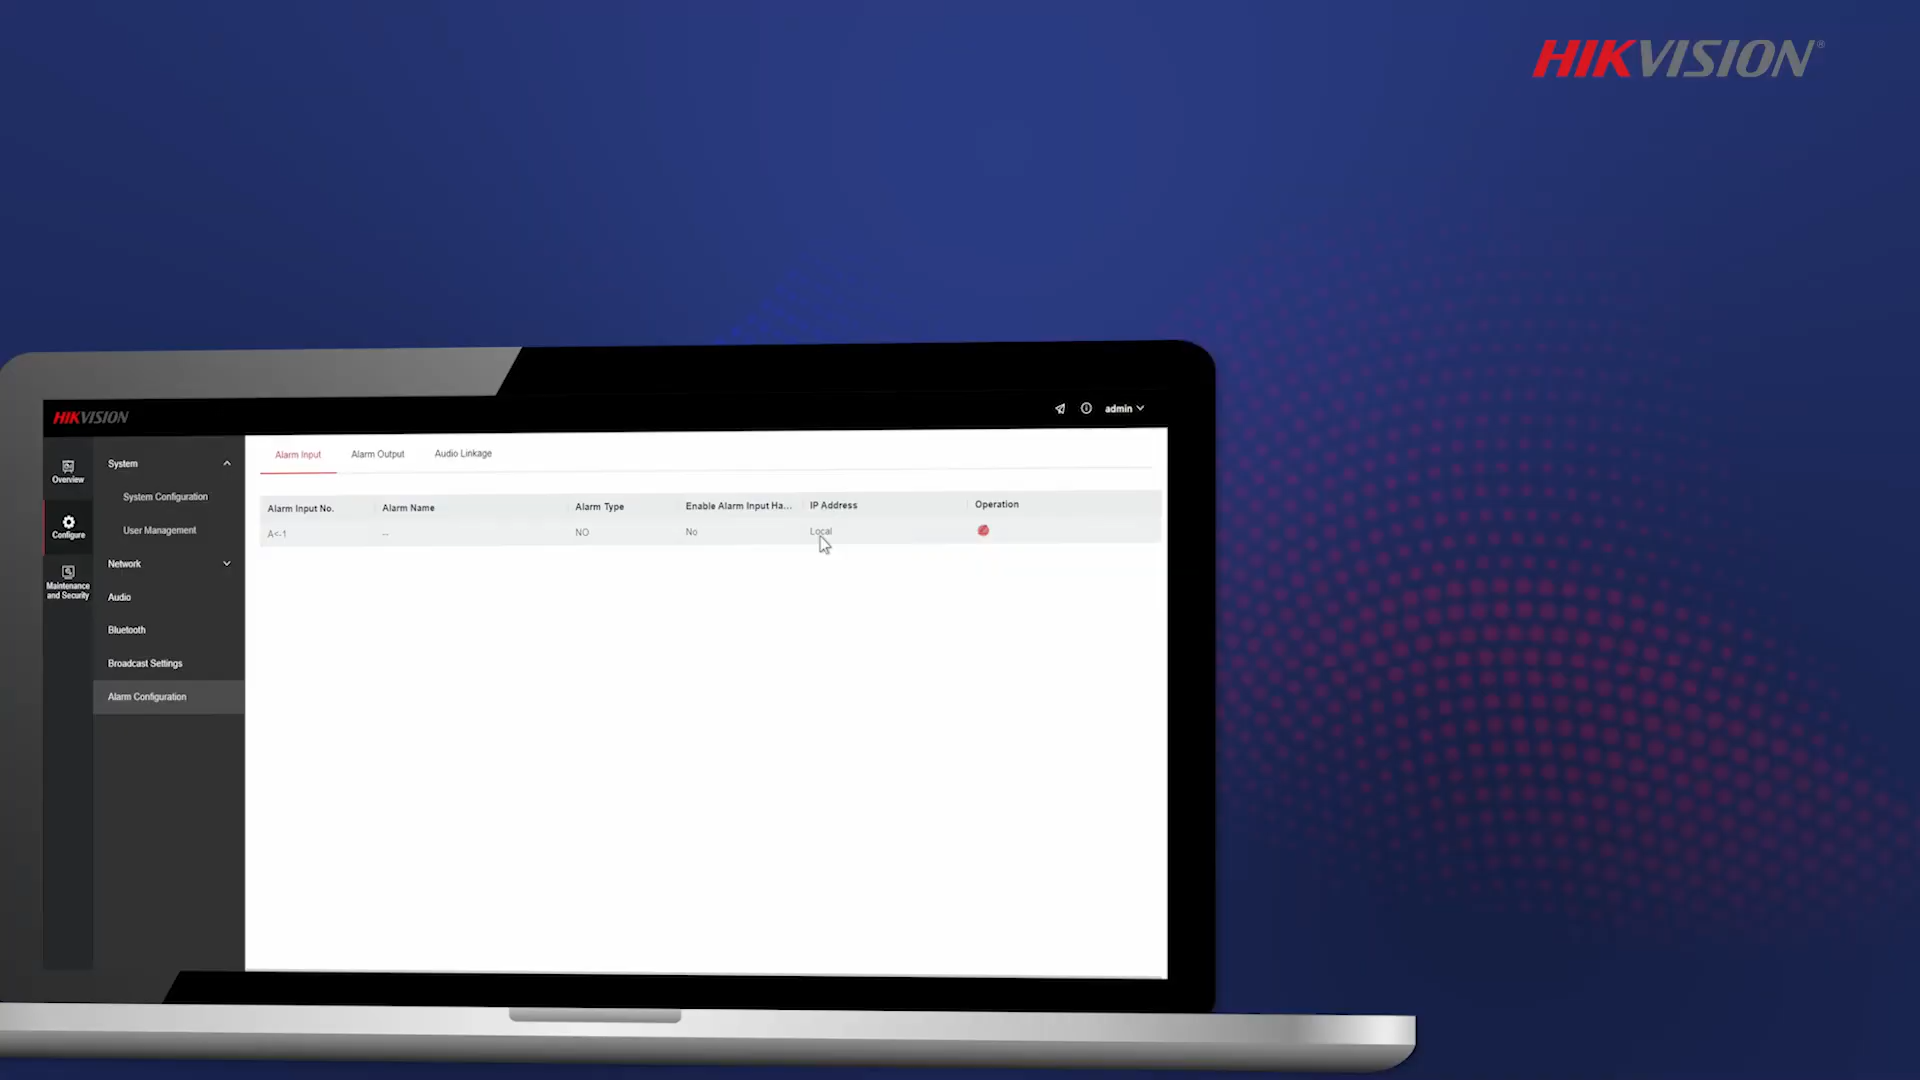 HIKVISION®
HIKVISION
admin
Overview
Configure
Maintenance
and Security
System
System Configuration
User Management
Network
Audio
Bluetooth
Broadcast Settings
Alarm Configuration
Alarm Input Alarm Output Audio Linkage
Alarm Input No. Alarm Name Alarm Type Enable Alarm Input Ha... IP Address Operation
A<-1 -- NO No Local